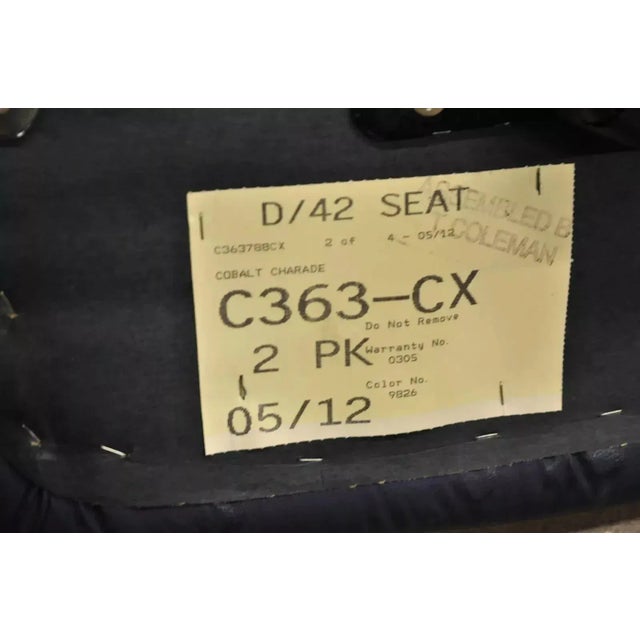 D/42 SEAT
ASSEMBLED B
T COLEMAN
C363788CX 2 of 4 - 05/12
COBALT CHARADE
C363-CX
Do Not Remove
2 PK
Warranty No.
0305
Color No.
9826
05/12